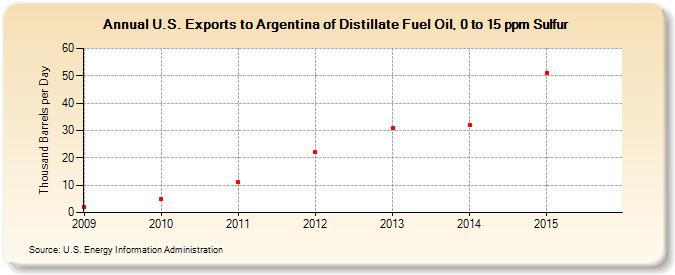 Annual U.S. Exports to Argentina of Distillate Fuel Oil, 0 to 15 ppm Sulfur
Thousand Barrels per Day
60
50
40
30
20
10
0
2009 2010 2011 2012 2013 2014 2015
Source: U.S. Energy Information Administration